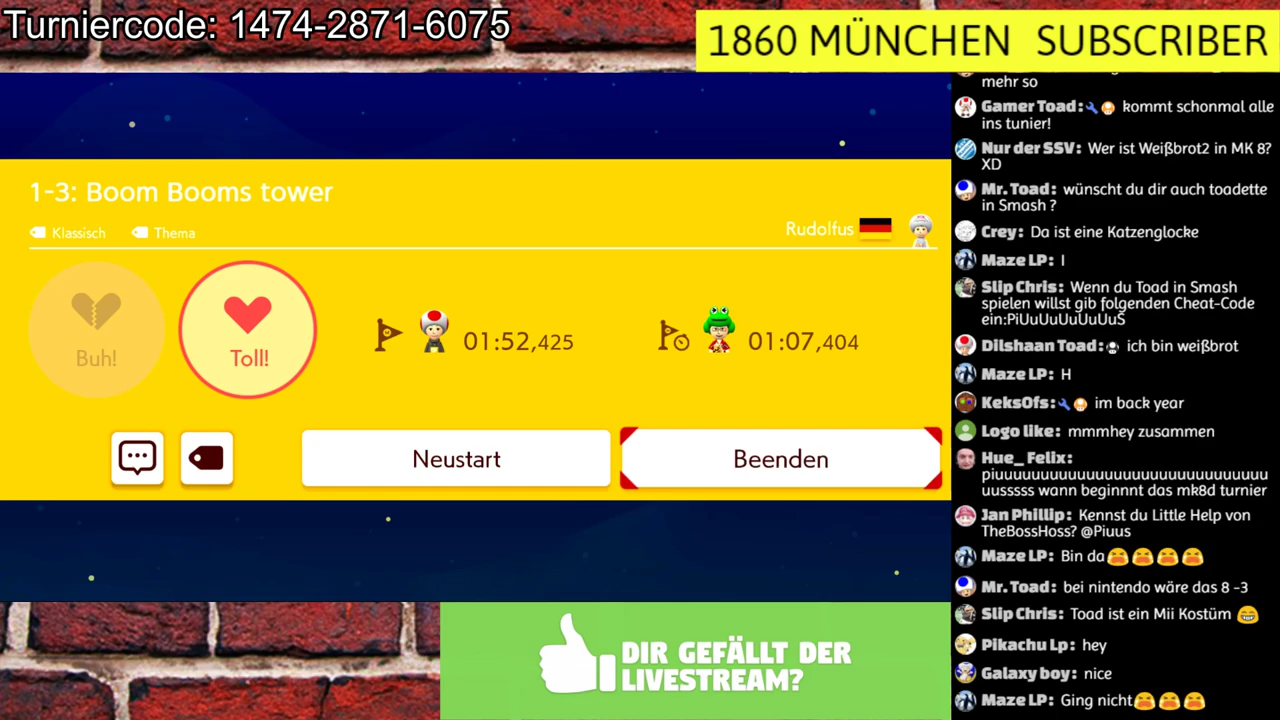 Turniercode: 1474-2871-6075
1860 MÜNCHEN SUBSCRIBER
1-3: Boom Booms tower
Klassisch Thema
Rudolfus
Buh!
Toll!
01:52,425
01:07,404
Neustart
Beenden
DIR GEFÄLLT DER
LIVESTREAM?
mehr so
Gamer Toad: kommt schonmal alle
ins tunier!
Nur der SSV: Wer ist Weißbrot2 in MK 8?
XD
Mr. Toad: wünscht du dir auch toadette
in Smash ?
Crey: Da ist eine Katzenglocke
Maze LP: I
Slip Chris: Wenn du Toad in Smash
spielen willst gib folgenden Cheat-Code
ein:PiUuUuUuUuUuS
Dilshaan Toad: ich bin weißbrot
Maze LP: H
KeksOfs: im back year
Logo like: mmmhey zusammen
Hue_Felix:
piuuuuuuuuuuuuuuuuuuuuuuuuuuuuuu
uusssss wann beginnnt das mk8d turnier
Jan Phillip: Kennst du Little Help von
TheBossHoss? @Piuus
Maze LP: Bin da😫😫😫😫
Mr. Toad: bei nintendo wäre das 8 -3
Slip Chris: Toad ist ein Mii Kostüm 😂
Pikachu Lp: hey
Galaxy boy: nice
Maze LP: Ging nicht😫😫😫